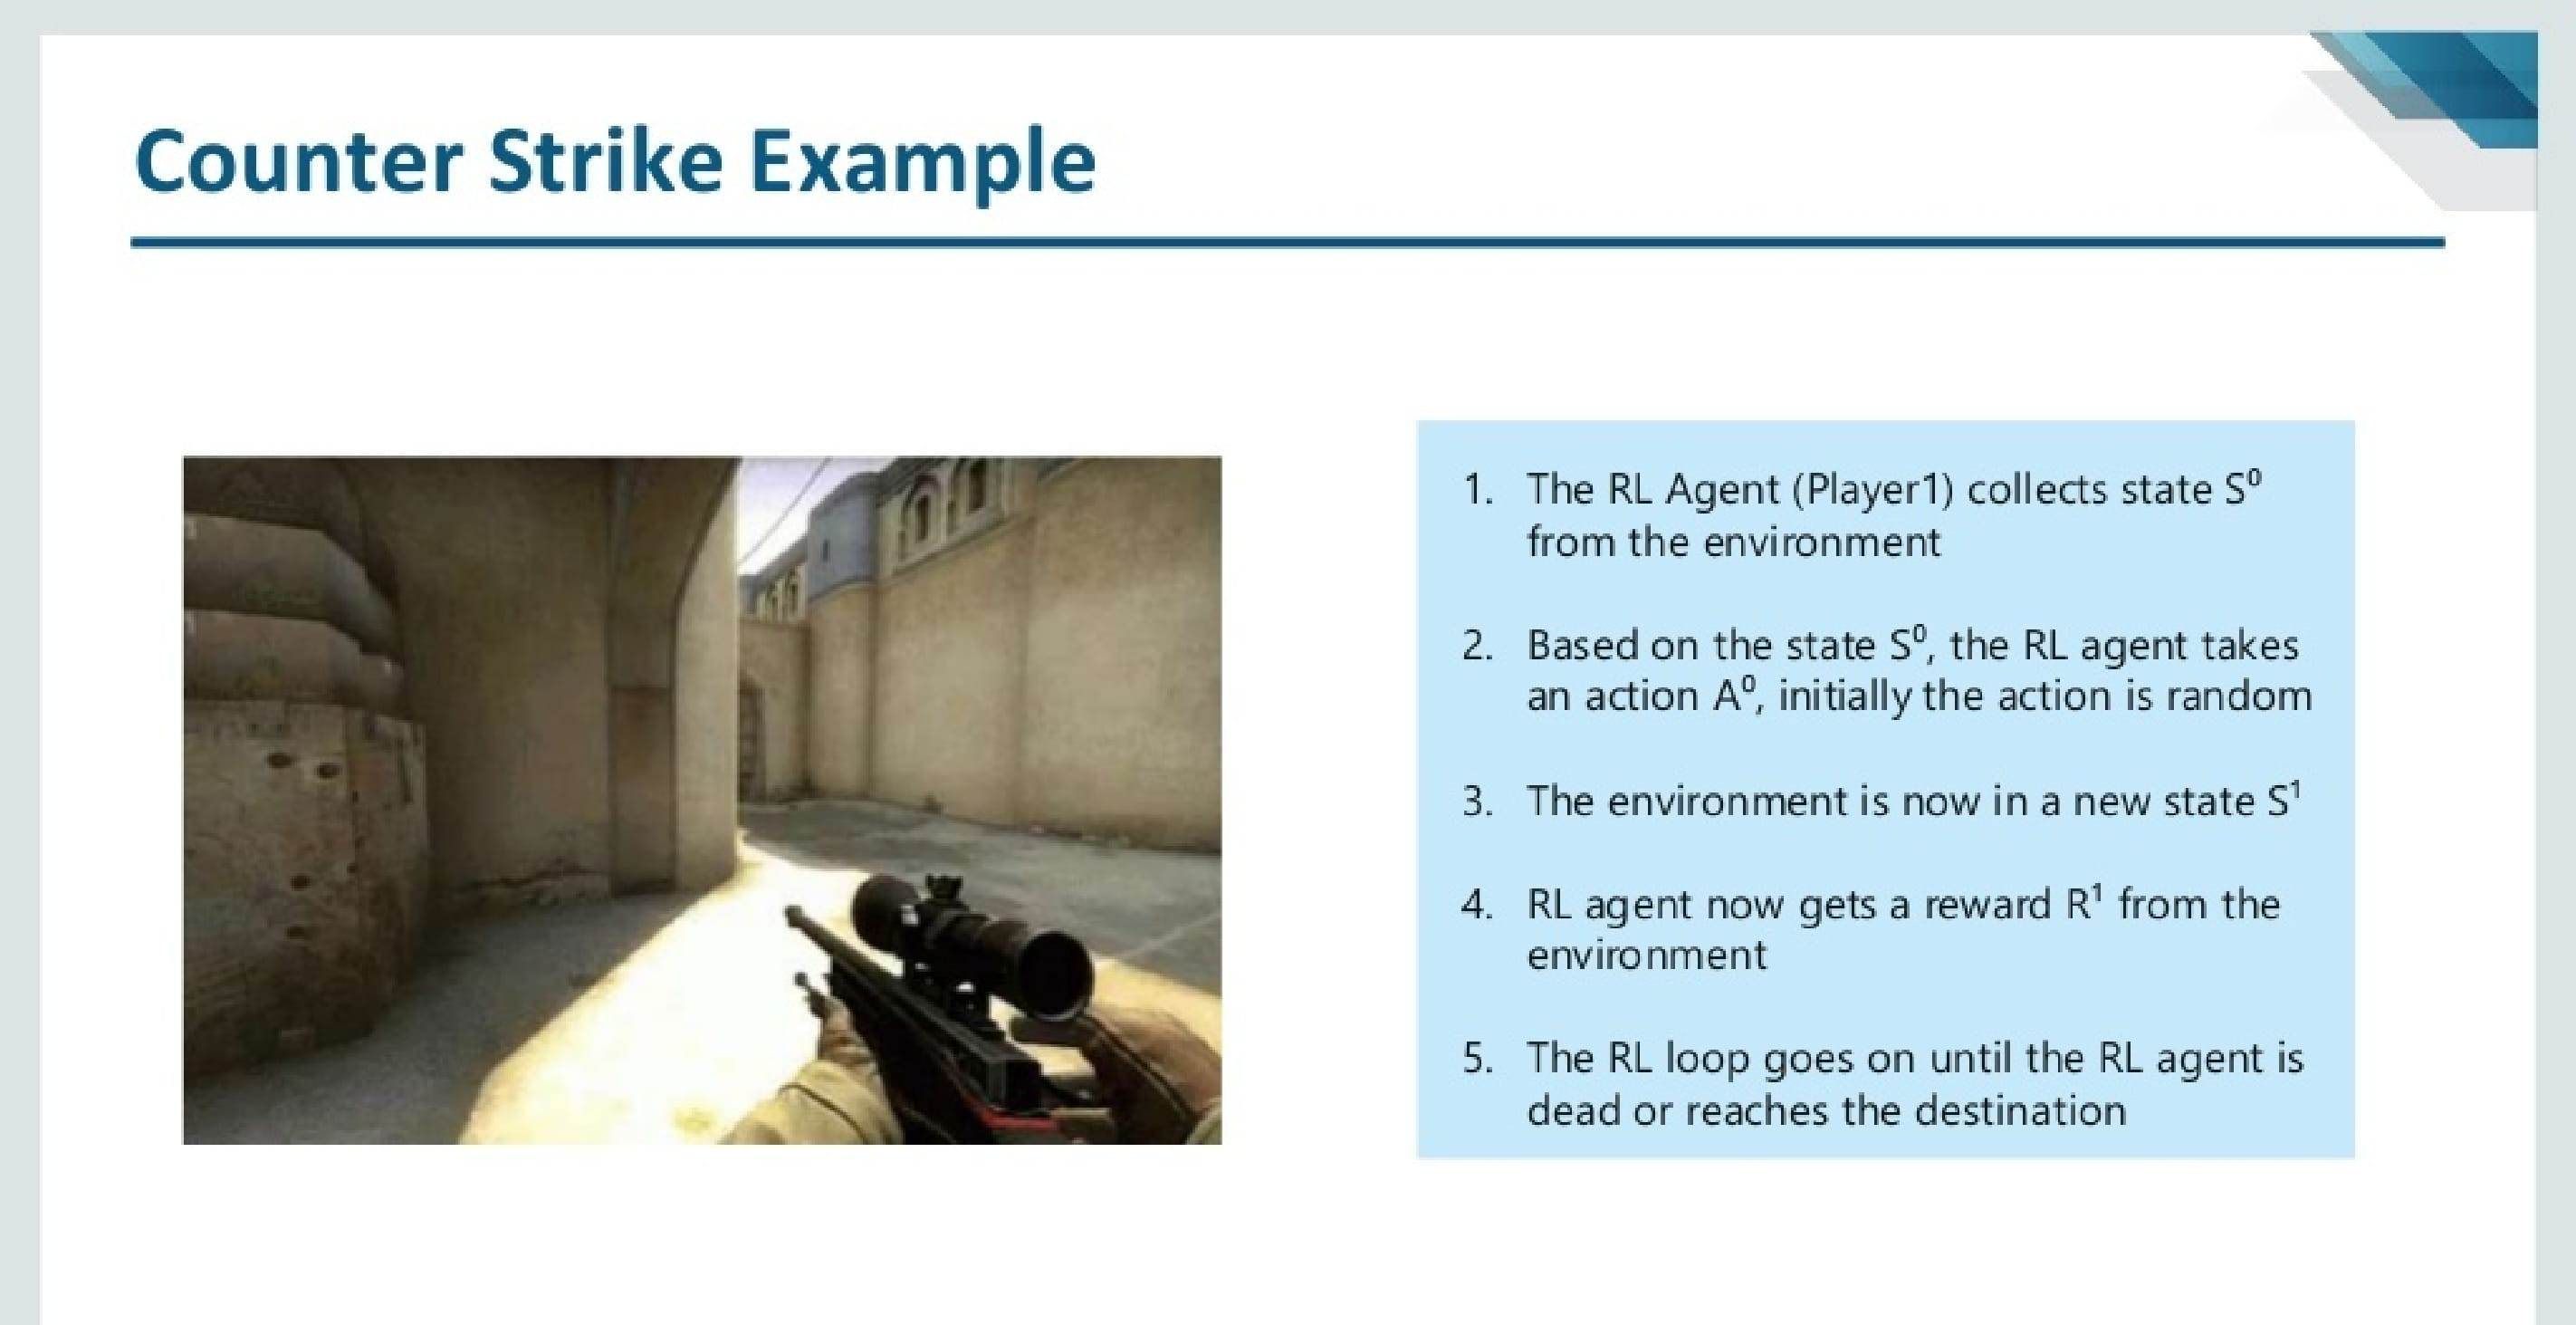 Counter Strike Example
1. The RL Agent (Player1) collects state S⁰
from the environment
2. Based on the state S⁰, the RL agent takes
an action A⁰, initially the action is random
3. The environment is now in a new state S¹
4. RL agent now gets a reward R¹ from the
environment
5. The RL loop goes on until the RL agent is
dead or reaches the destination